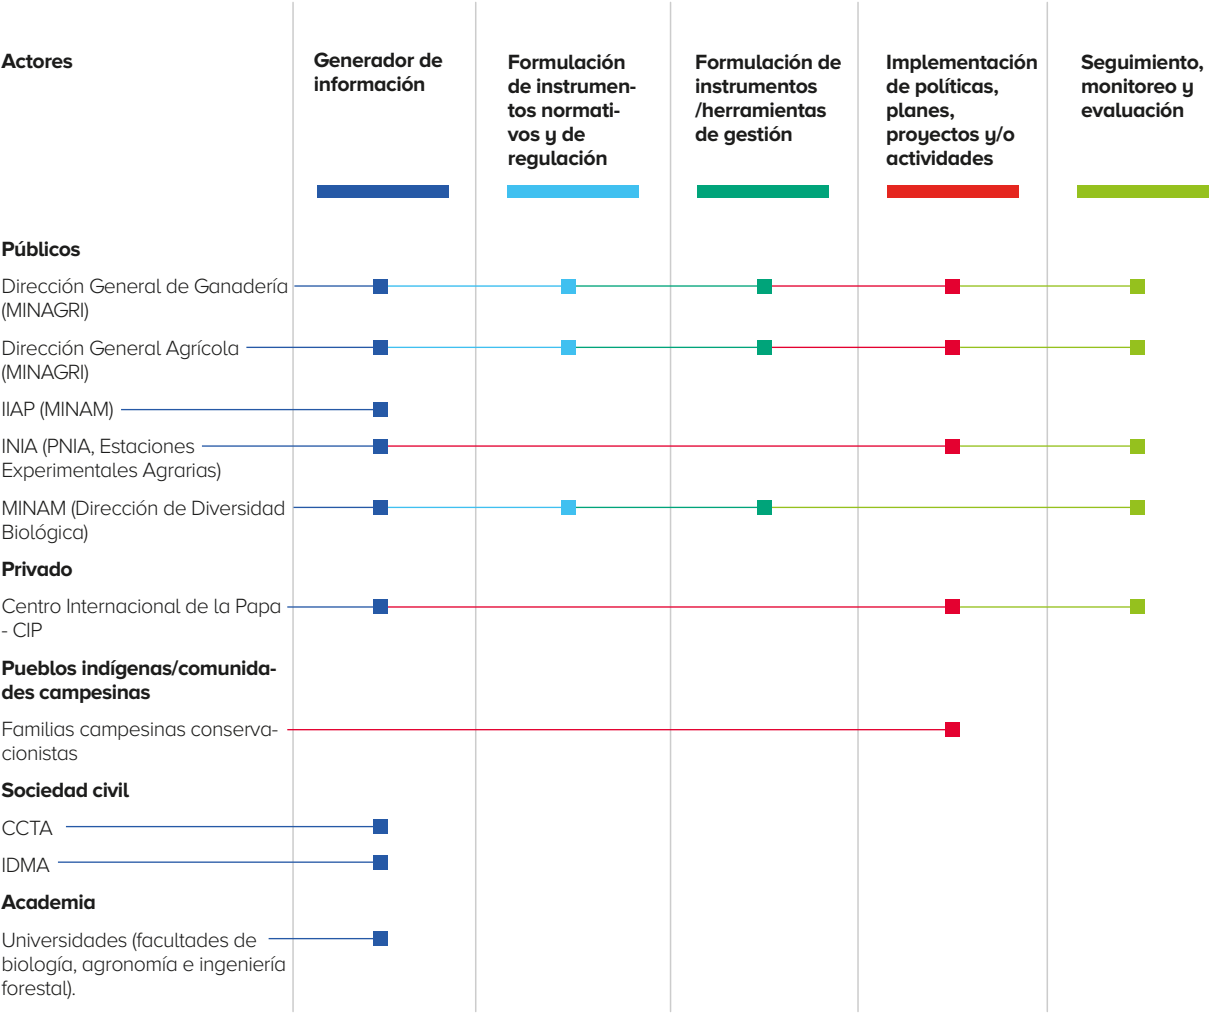 Actores
Generador de
información
Formulación
de instrumen-
tos normati-
vos y de
regulación
Formulación de
instrumentos
/herramientas
de gestión
Implementación
de políticas,
planes,
proyectos y/o
actividades
Seguimiento,
monitoreo y
evaluación
Públicos
Dirección General de Ganadería
(MINAGRI)
Dirección General Agrícola
(MINAGRI)
IIAP (MINAM)
INIA (PNIA, Estaciones
Experimentales Agrarias)
MINAM (Dirección de Diversidad
Biológica)
Privado
Centro Internacional de la Papa
- CIP
Pueblos indígenas/comunida-
des campesinas
Familias campesinas conserva-
cionistas
Sociedad civil
CCTA
IDMA
Academia
Universidades (facultades de
biología, agronomía e ingeniería
forestal).